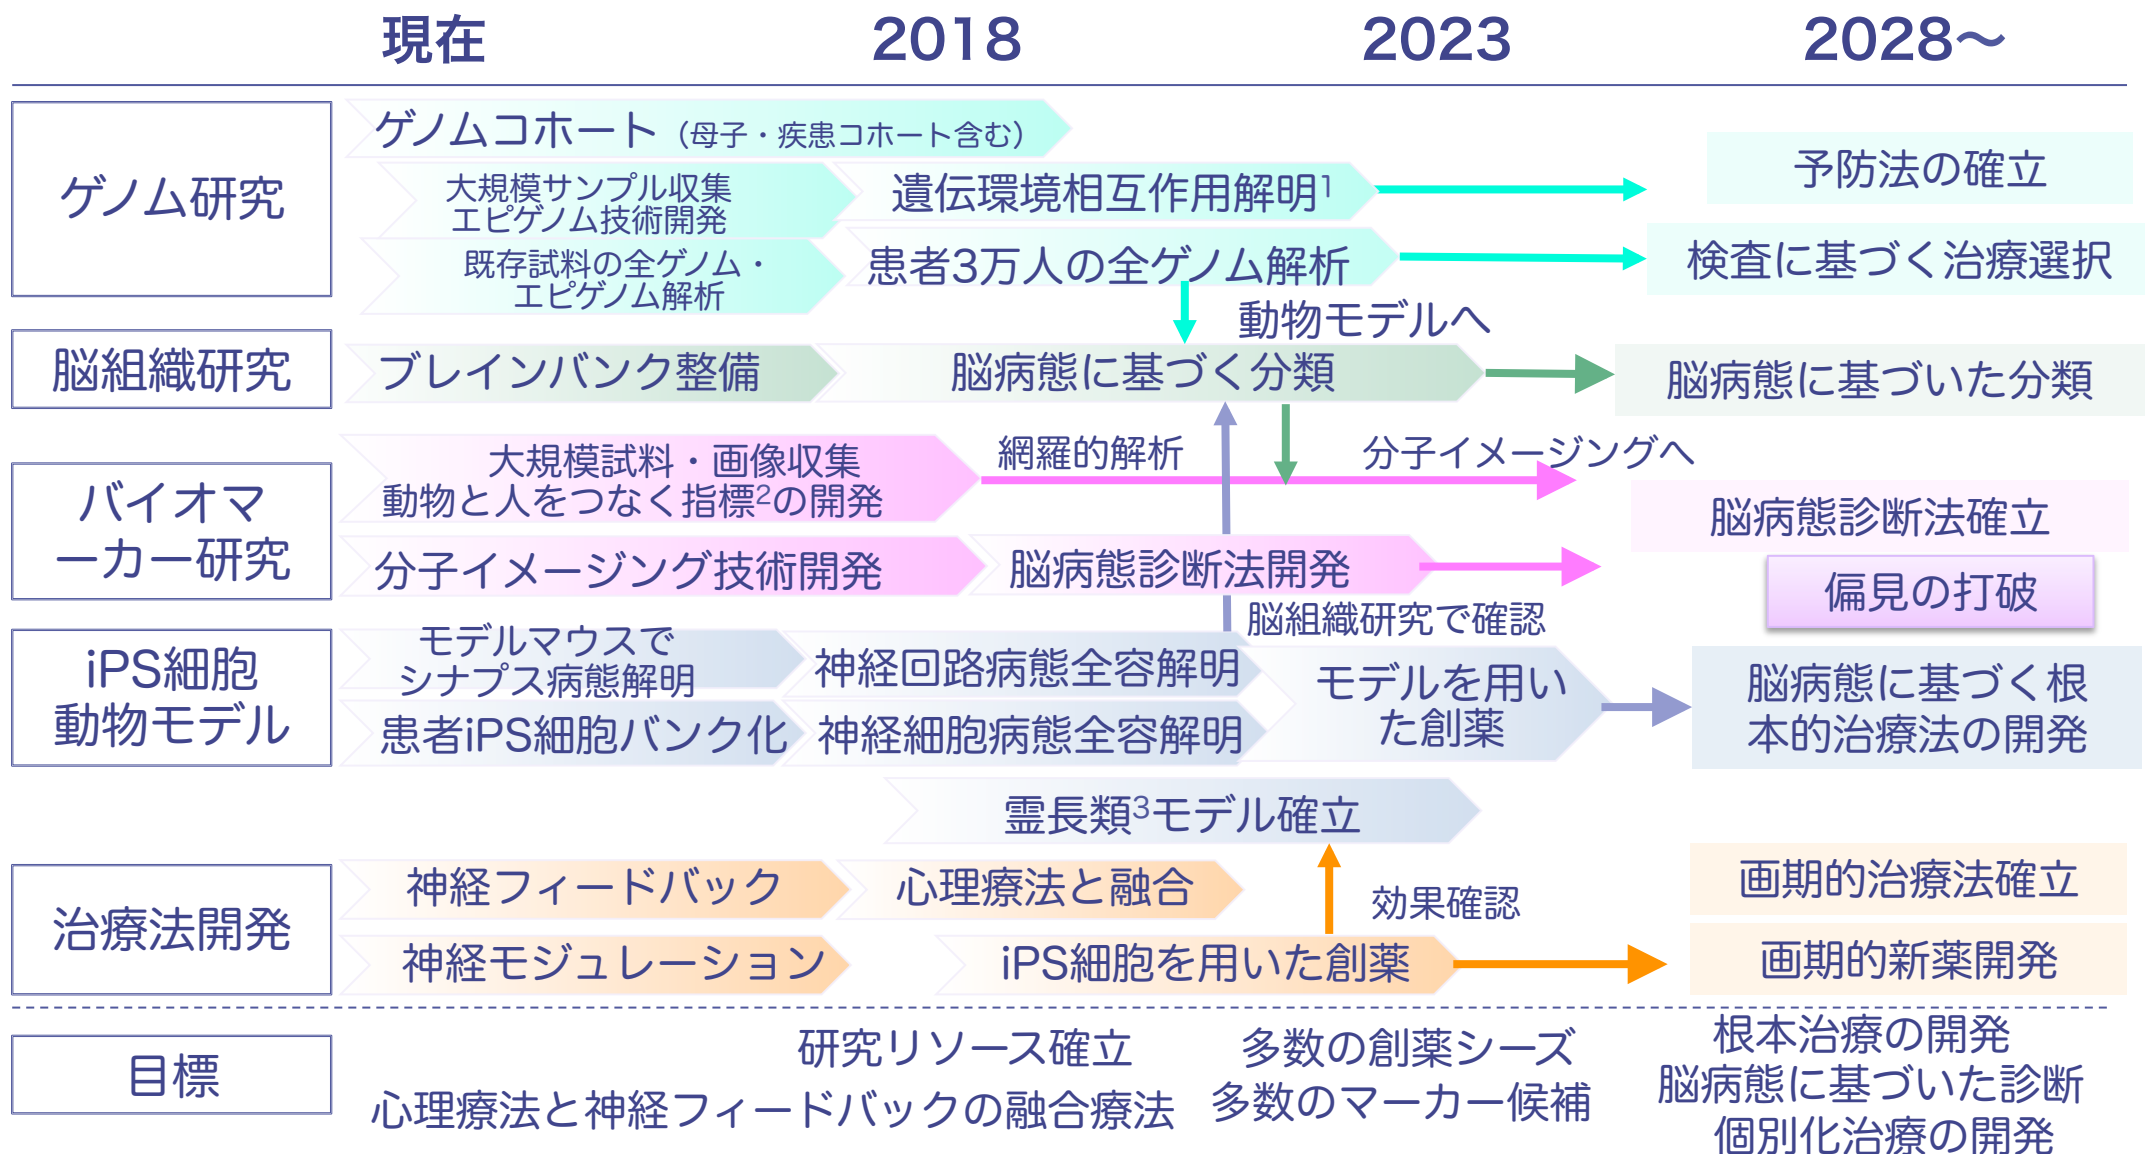 現在 2018 2023 2028～
ゲノム研究
ゲノムコホート（母子・疾患コホート含む）
大規模サンプル収集
エピゲノム技術開発
遺伝環境相互作用解明1
予防法の確立
既存試料の全ゲノム・
エピゲノム解析
患者3万人の全ゲノム解析
検査に基づく治療選択
動物モデルへ
脳組織研究
ブレインバンク整備
脳病態に基づく分類
脳病態に基づいた分類
バイオマ
ーカー研究
大規模試料・画像収集
動物と人をつなぐ指標2の開発
網羅的解析
分子イメージングへ
脳病態診断法確立
分子イメージング技術開発
脳病態診断法開発
偏見の打破
脳組織研究で確認
iPS細胞
動物モデル
モデルマウスで
シナプス病態解明
神経回路病態全容解明
患者iPS細胞バンク化
神経細胞病態全容解明
モデルを用い
た創薬
脳病態に基づく根
本的治療法の開発
霊長類3モデル確立
治療法開発
神経フィードバック
心理療法と融合
効果確認
画期的治療法確立
神経モジュレーション
iPS細胞を用いた創薬
画期的新薬開発
目標
研究リソース確立
心理療法と神経フィードバックの融合療法
多数の創薬シーズ
多数のマーカー候補
根本治療の開発
脳病態に基づいた診断
個別化治療の開発